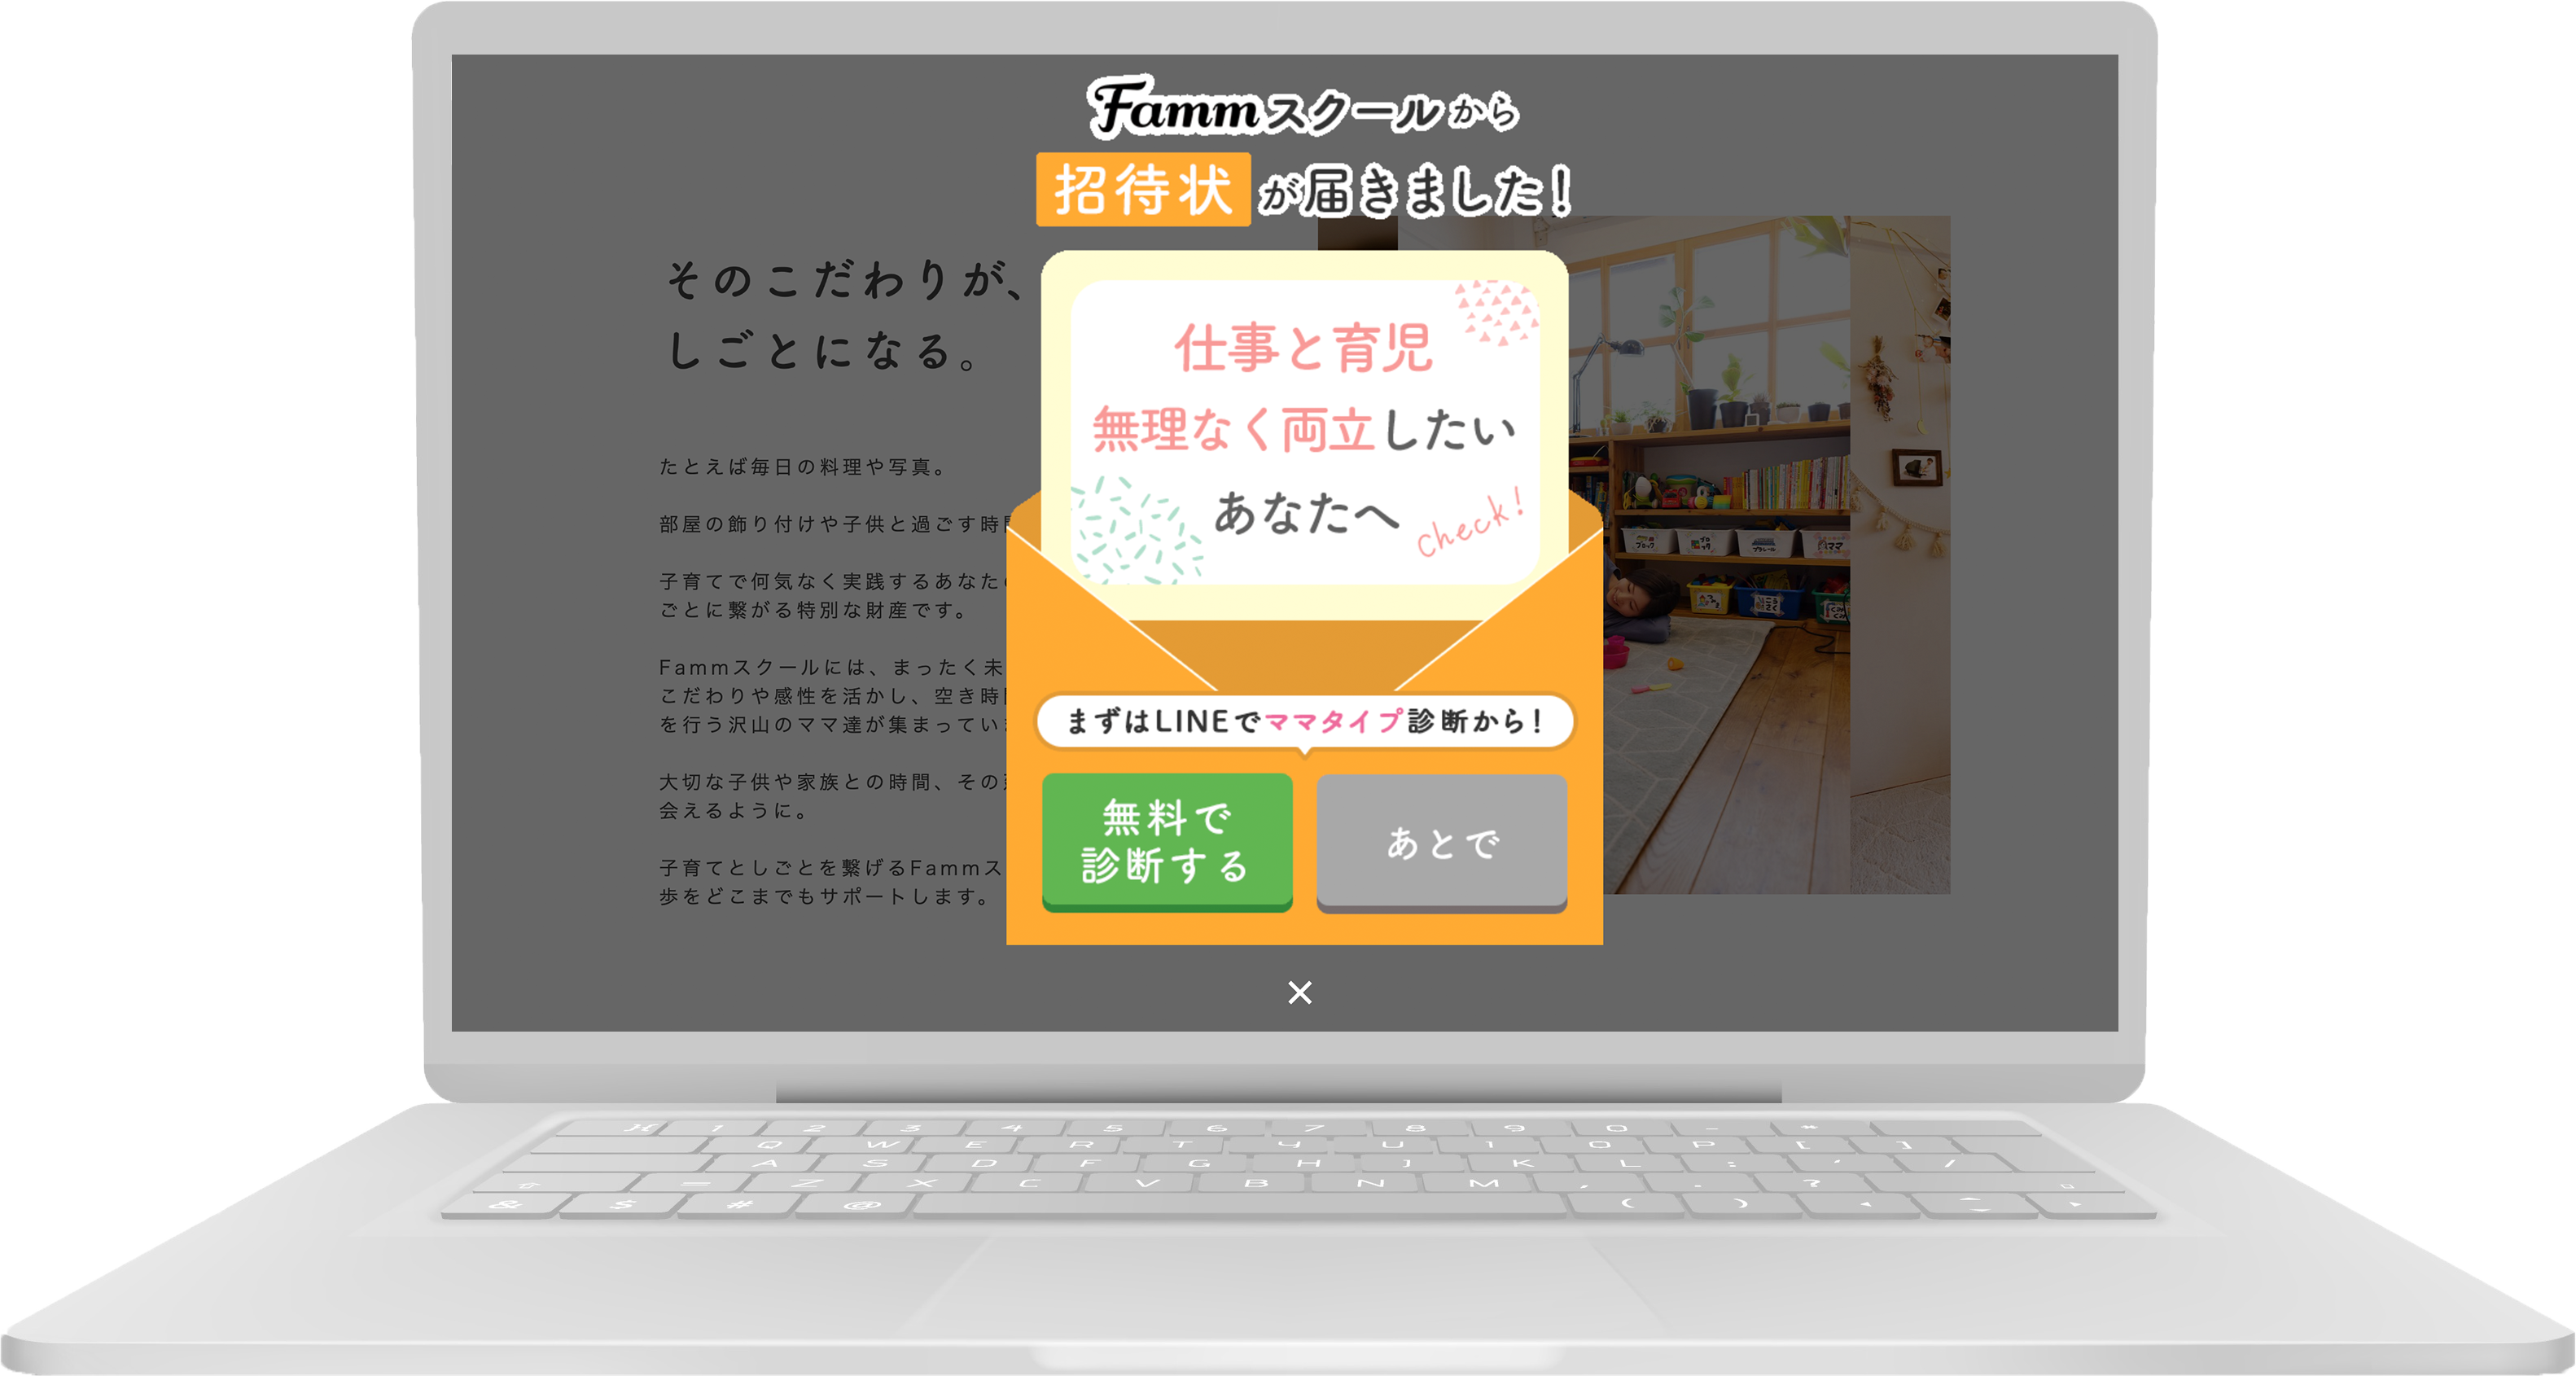 Fammスクールから
招待状が届きました!
仕事と育児
無理なく両立したい
あなたへ
check!
まずはLINEでママタイプ診断から!
無料で
診断する
あとで
×
そのこだわりが、
しごとになる。
たとえば毎日の料理や写真。
部屋の飾り付けや子供と過ごす時
子育てで何気なく実践するあなた
ごとに繋がる特別な財産です。
Fammスクールには、まったく未
こだわりや感性を活かし、空き時
を行う沢山のママ達が集まってい
大切な子供や家族との時間、その
会えるように。
子育てとしごとを繋げるFammス
歩をどこまでもサポートします。
1 2 3 4 5 6 7 8 9 0 - *
Q W E R T Y U I O P [ ]
A S D F G H J K L : ' /
= Z X C V B N M , . ?
& $ # @ ( )